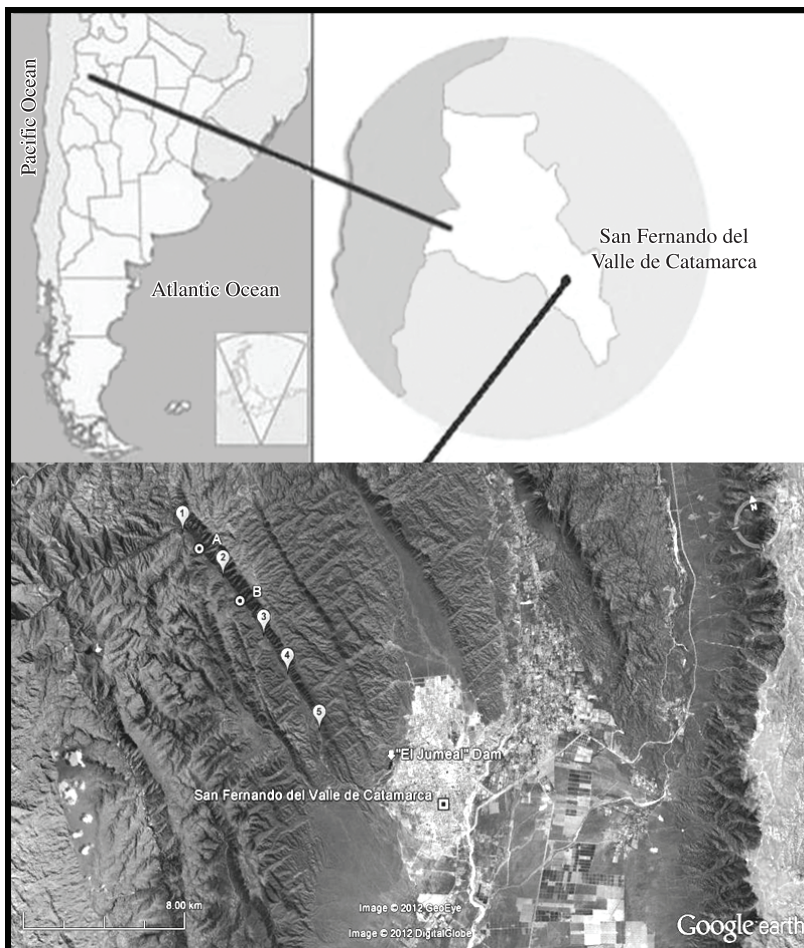 Pacific Ocean
Atlantic Ocean
San Fernando del
Valle de Catamarca
N
1
A
2
B
3
4
5
"El Jumeal" Dam
San Fernando del Valle de Catamarca
8.00 km
Image © 2012 GeoEye
Image © 2012 DigitalGlobe
Google earth